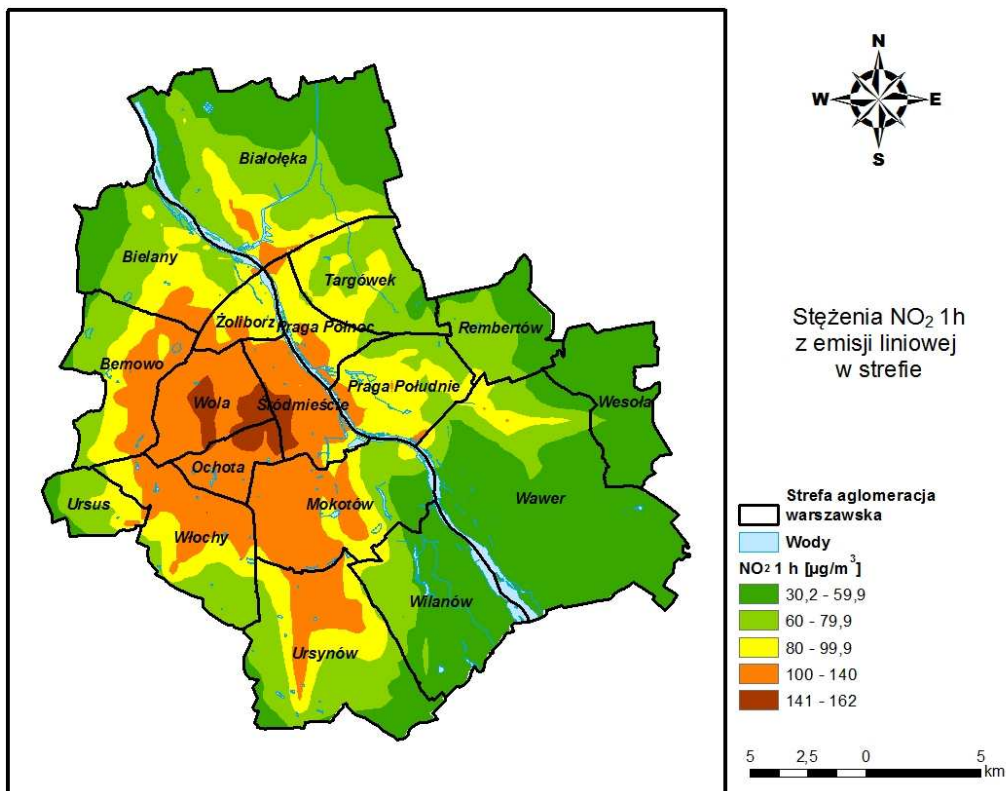 N
W E
S
Białołęka
Bielany
Targówek
Żoliborz
Praga Północ
Rembertów
Bemowo
Praga Południe
Wola
Śródmieście
Wesoła
Ochota
Ursus
Mokotów
Wawer
Włochy
Wilanów
Ursynów
Stężenia NO₂ 1h
z emisji liniowej
w strefie
Strefa aglomeracja
warszawska
Wody
NO² 1 h [µg/m³]
30,2 - 59,9
60 - 79,9
80 - 99,9
100 - 140
141 - 162
5 2,5 0 5
km